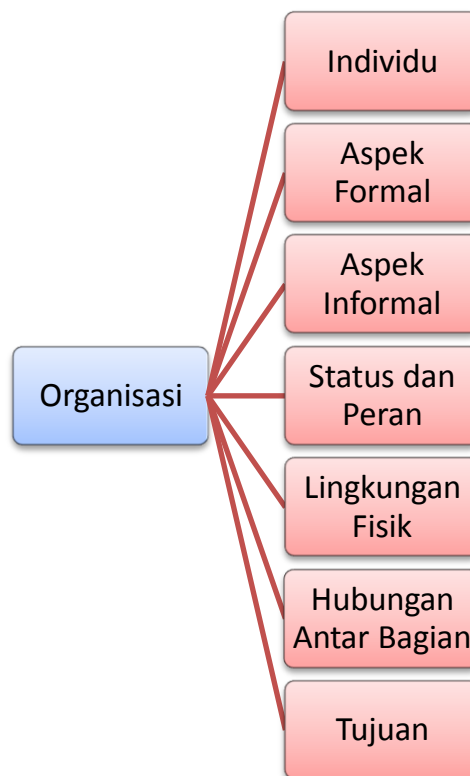 Organisasi
Individu
Aspek
Formal
Aspek
Informal
Status dan
Peran
Lingkungan
Fisik
Hubungan
Antar Bagian
Tujuan